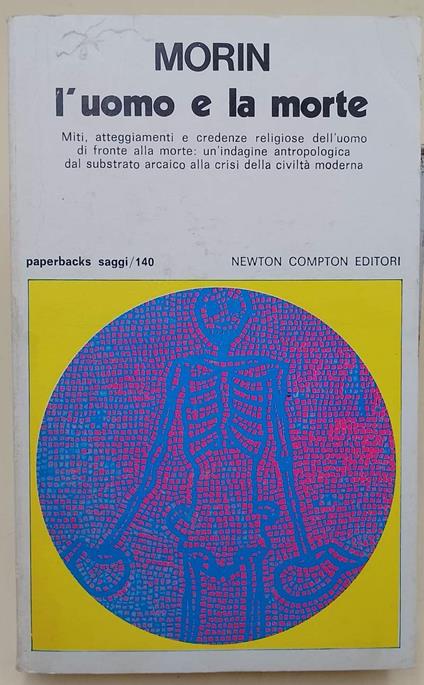 MORIN
l'uomo e la morte
Miti, atteggiamenti e credenze religiose dell'uomo
di fronte alla morte: un'indagine antropologica
dal substrato arcaico alla crisi della civiltà moderna
paperbacks saggi/140 NEWTON COMPTON EDITORI